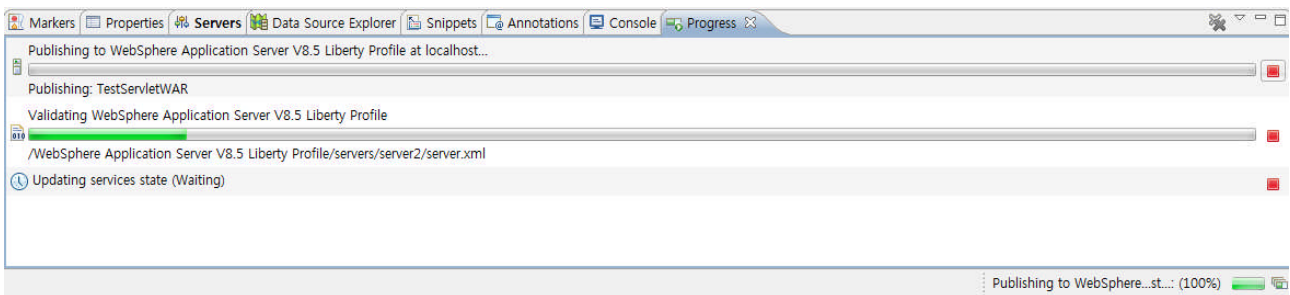 Markers Properties Servers Data Source Explorer Snippets Annotations Console Progress
Publishing to WebSphere Application Server V8.5 Liberty Profile at localhost...
Publishing: TestServletWAR
Validating WebSphere Application Server V8.5 Liberty Profile
010
/WebSphere Application Server V8.5 Liberty Profile/servers/server2/server.xml
Updating services state (Waiting)
Publishing to WebSphere...st...: (100%)